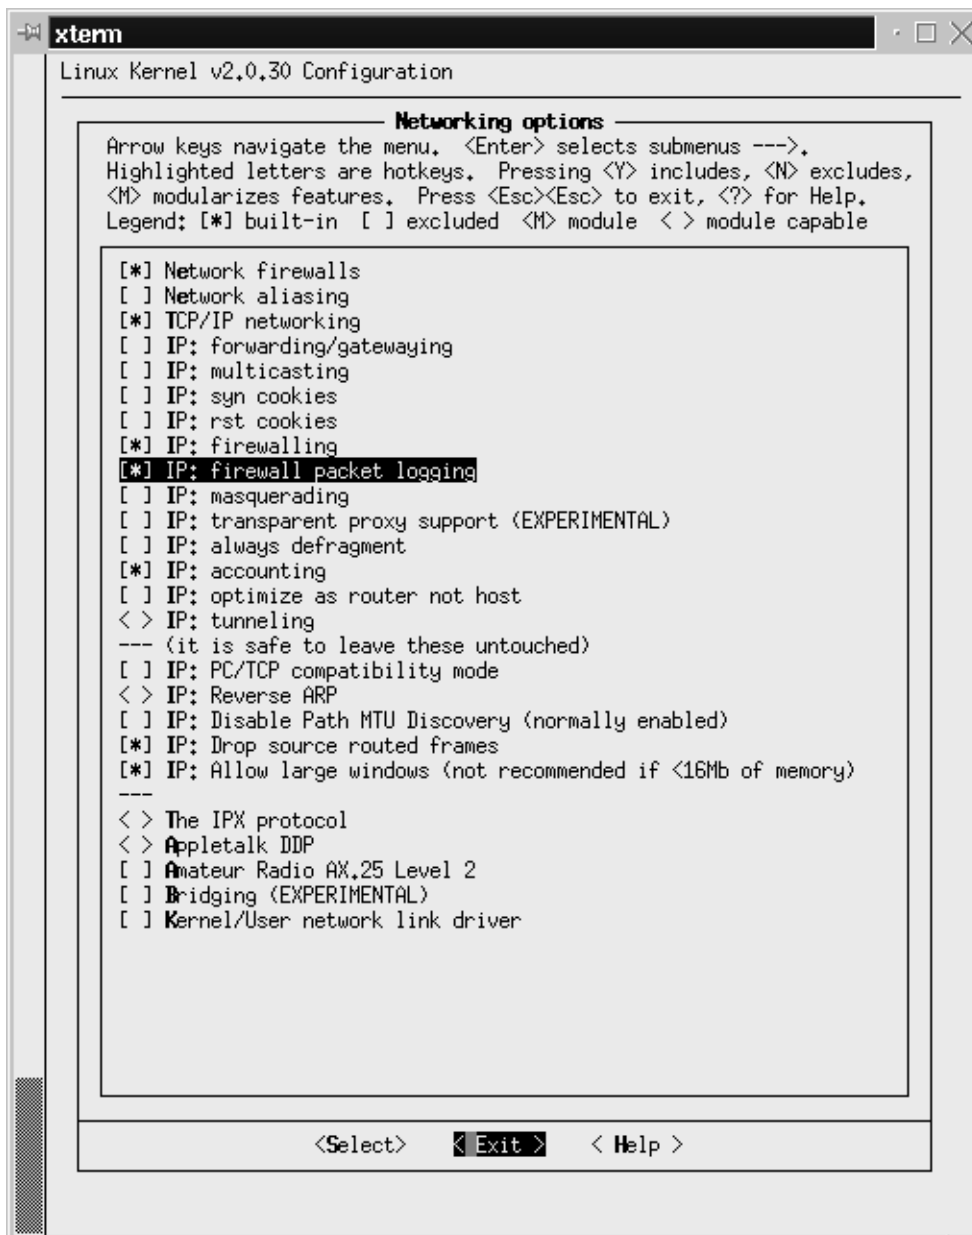 xterm
Linux Kernel v2.0.30 Configuration
Networking options
Arrow keys navigate the menu.  <Enter> selects submenus --->.
Highlighted letters are hotkeys.  Pressing <Y> includes, <N> excludes,
<M> modularizes features.  Press <Esc><Esc> to exit, <?> for Help.
Legend: [*] built-in  [ ] excluded  <M> module  < > module capable
[*] Network firewalls
[ ] Network aliasing
[*] TCP/IP networking
[ ] IP: forwarding/gatewaying
[ ] IP: multicasting
[ ] IP: syn cookies
[ ] IP: rst cookies
[*] IP: firewalling
[*] IP: firewall packet logging
[ ] IP: masquerading
[ ] IP: transparent proxy support (EXPERIMENTAL)
[ ] IP: always defragment
[*] IP: accounting
[ ] IP: optimize as router not host
< > IP: tunneling
--- (it is safe to leave these untouched)
[ ] IP: PC/TCP compatibility mode
< > IP: Reverse ARP
[ ] IP: Disable Path MTU Discovery (normally enabled)
[*] IP: Drop source routed frames
[*] IP: Allow large windows (not recommended if <16Mb of memory)
---
< > The IPX protocol
< > Appletalk DDP
[ ] Amateur Radio AX.25 Level 2
[ ] Bridging (EXPERIMENTAL)
[ ] Kernel/User network link driver
<Select>    < Exit >    < Help >